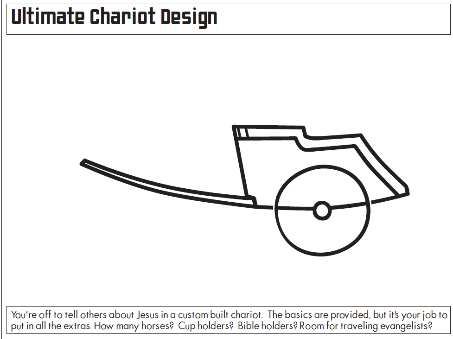 Ultimate Chariot Design
You're off to tell others about Jesus in a custom built chariot. The basics are provided, but it's your job to
put in all the extras. How many horses? Cup holders? Bible holders? Room for traveling evangelists?